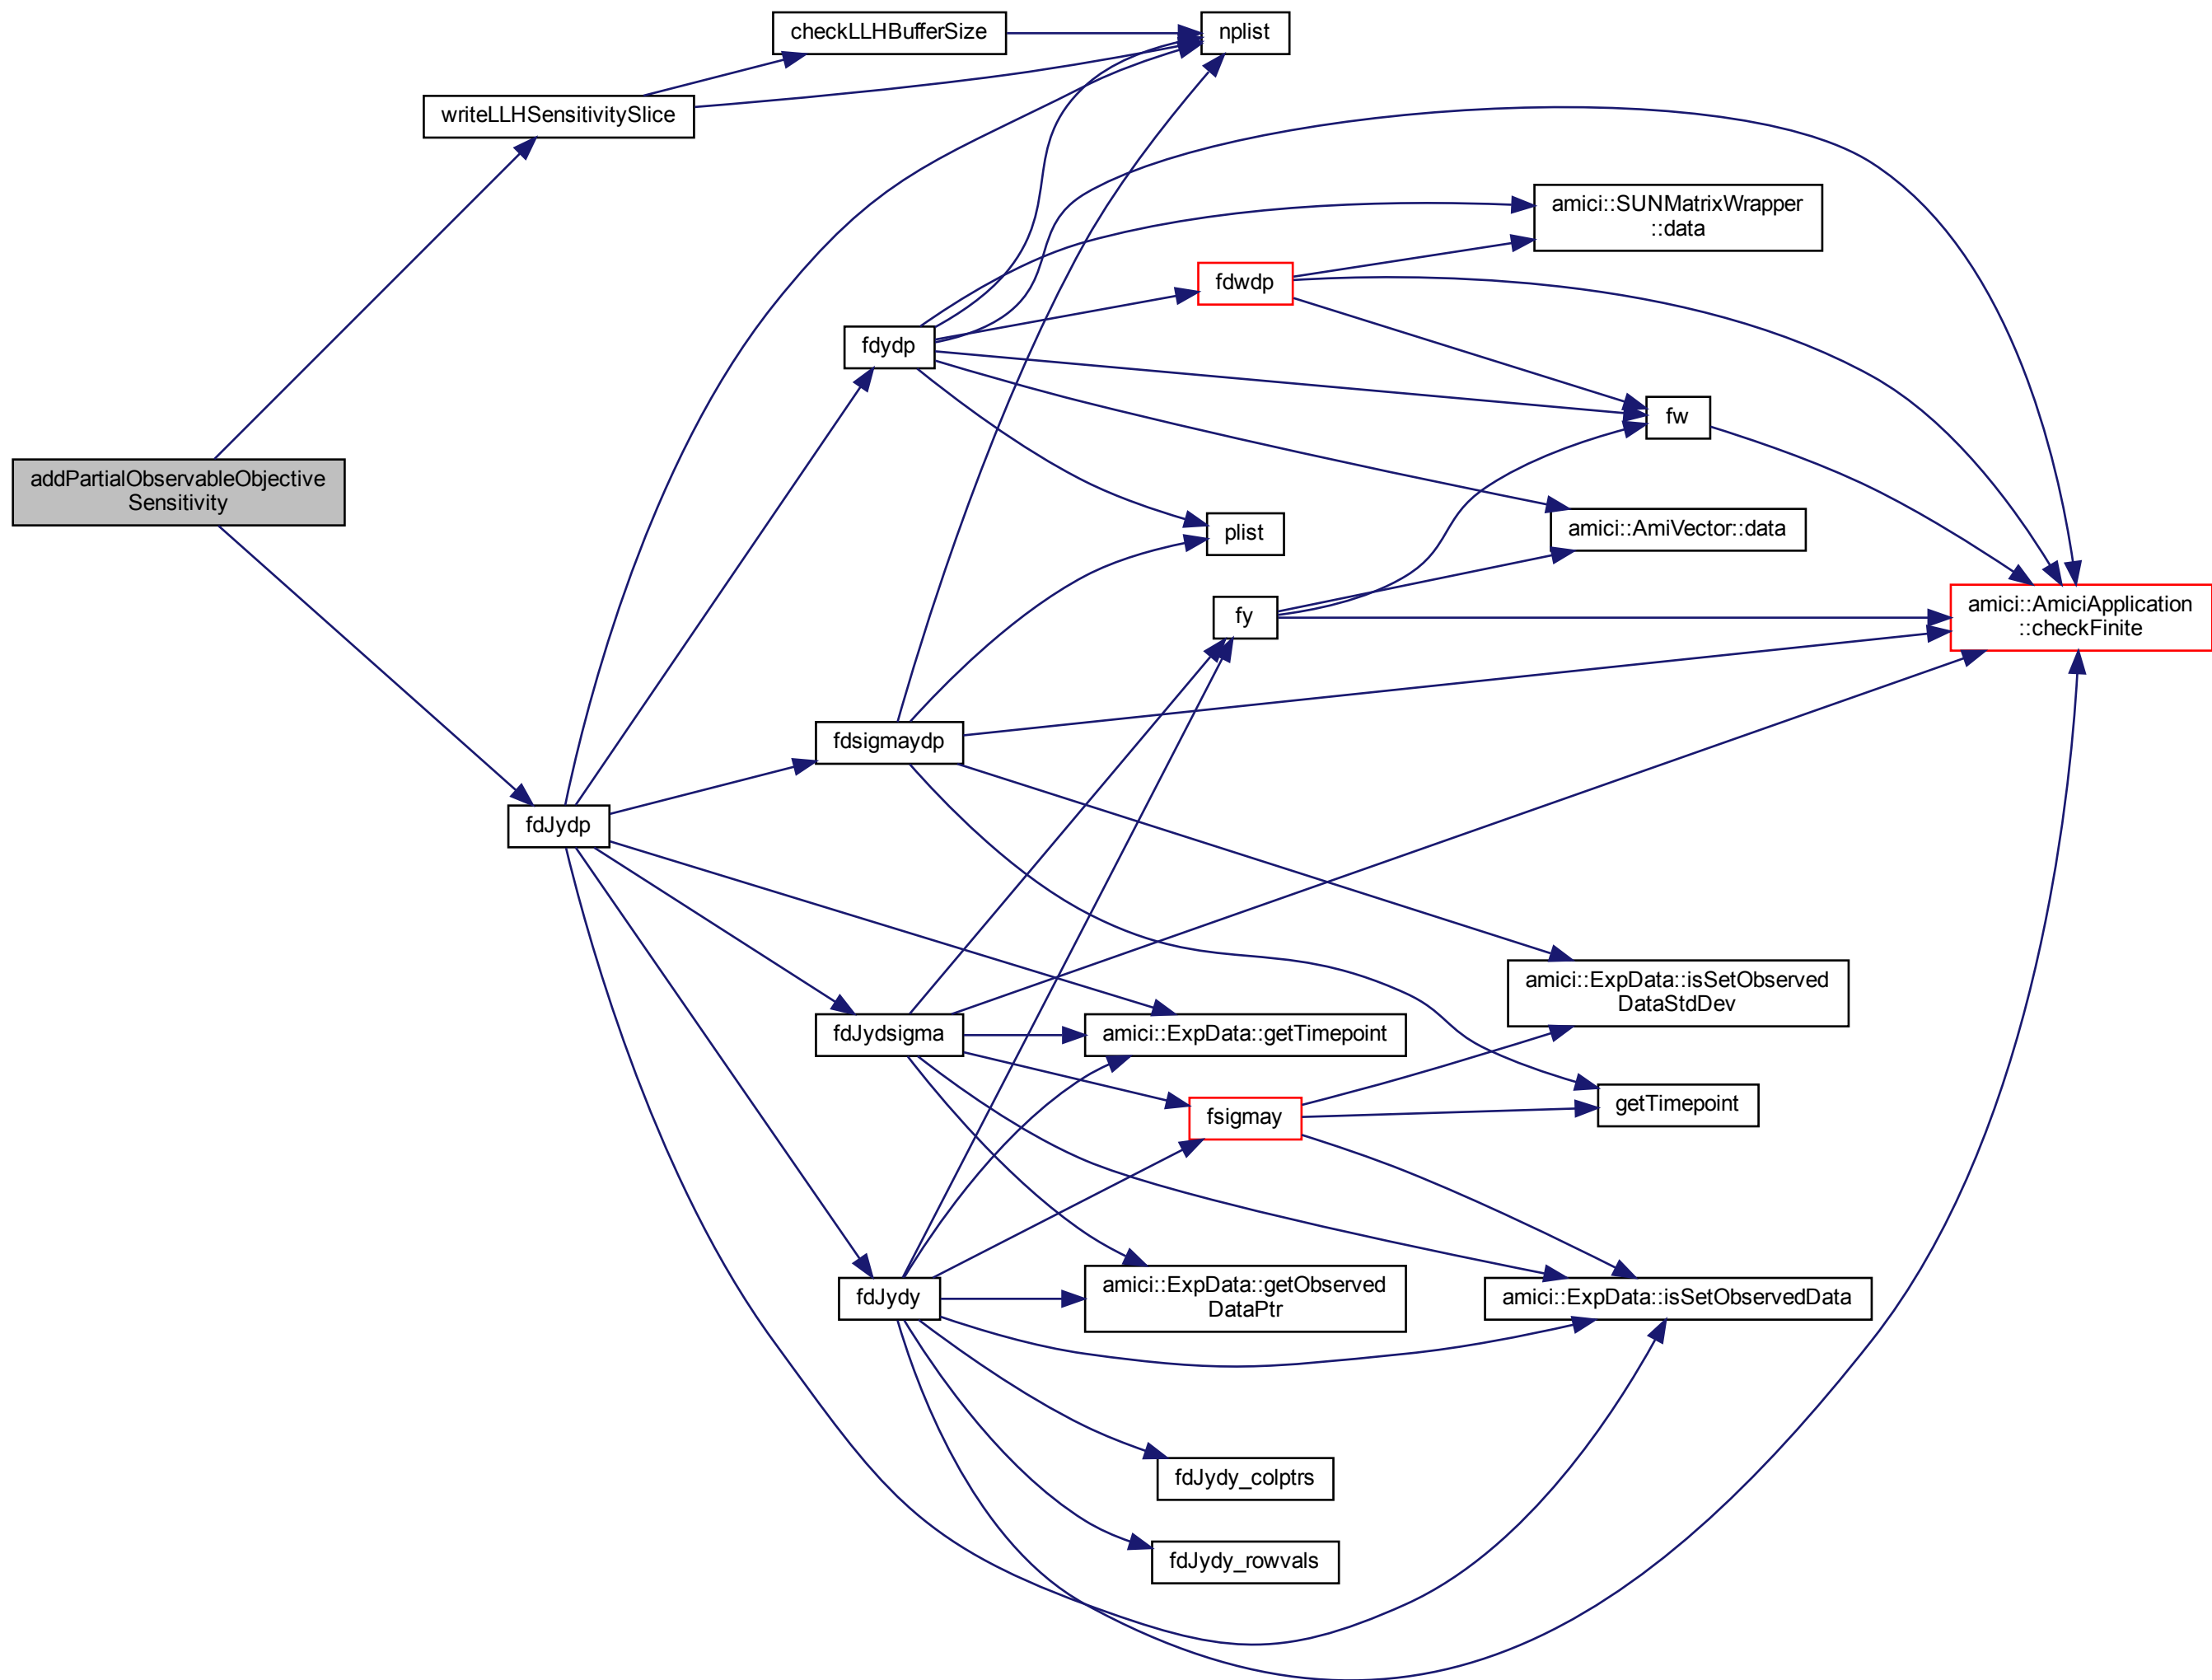 checkLLHBufferSize
nplist
writeLLHSensitivitySlice
amici::SUNMatrixWrapper
::data
fdwdp
fdydp
fw
addPartialObservableObjective
Sensitivity
plist
amici::AmiVector::data
fy
amici::AmiciApplication
::checkFinite
fdsigmaydp
fdJydp
amici::ExpData::isSetObserved
DataStdDev
fdJydsigma
amici::ExpData::getTimepoint
fsigmay
getTimepoint
fdJydy
amici::ExpData::getObserved
DataPtr
amici::ExpData::isSetObservedData
fdJydy_colptrs
fdJydy_rowvals